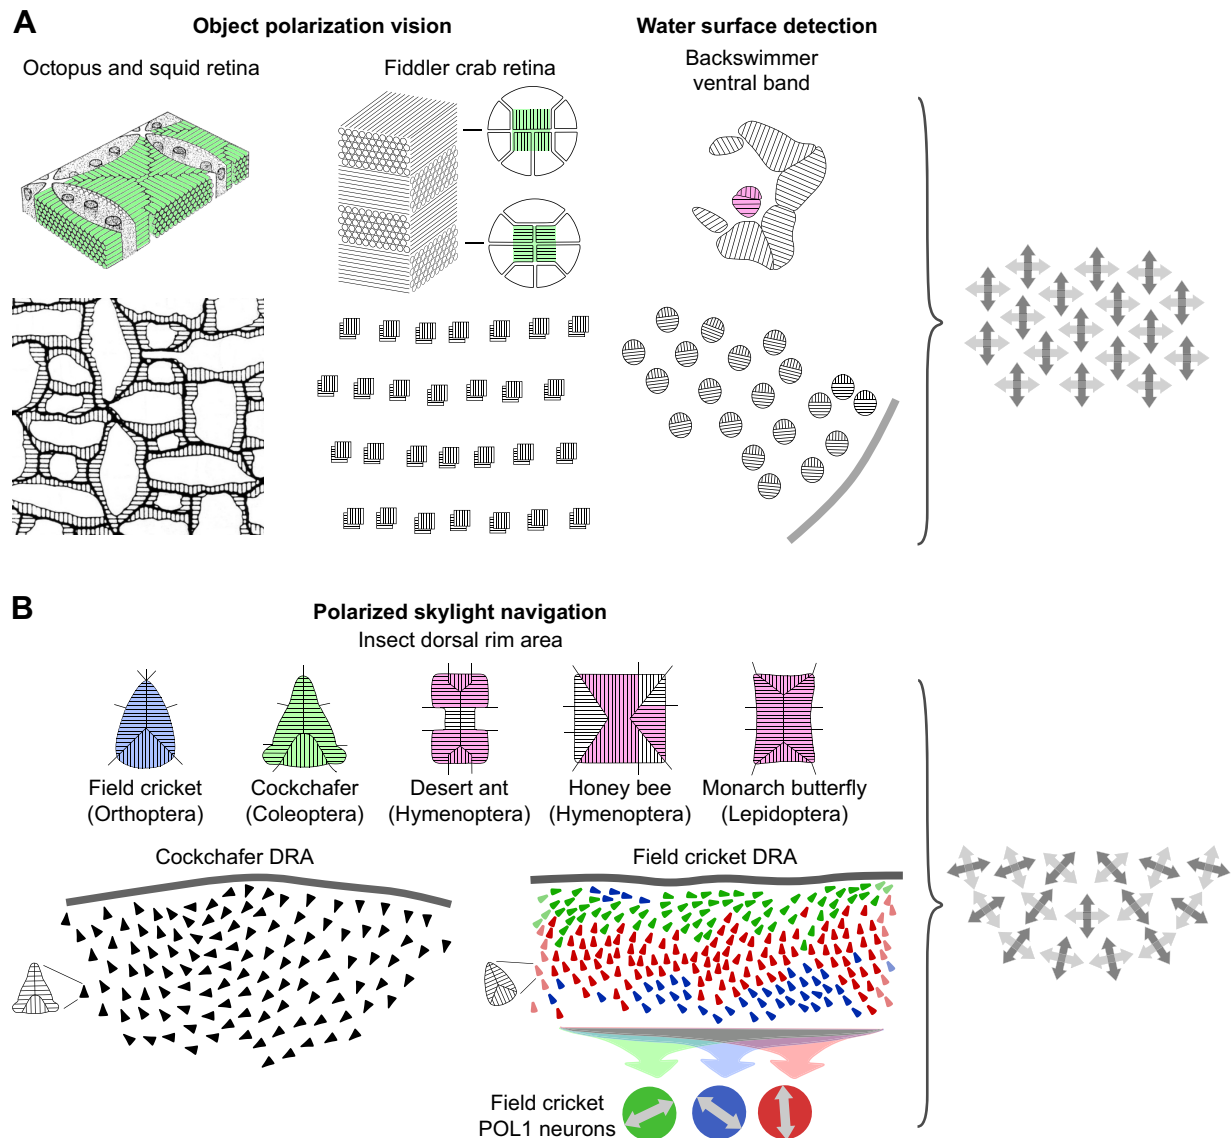 A
Object polarization vision
Water surface detection
Octopus and squid retina
Fiddler crab retina
Backswimmer
ventral band
B
Polarized skylight navigation
Insect dorsal rim area
Field cricket
(Orthoptera)
Cockchafer
(Coleoptera)
Desert ant
(Hymenoptera)
Honey bee
(Hymenoptera)
Monarch butterfly
(Lepidoptera)
Cockchafer DRA
Field cricket DRA
Field cricket
POL1 neurons